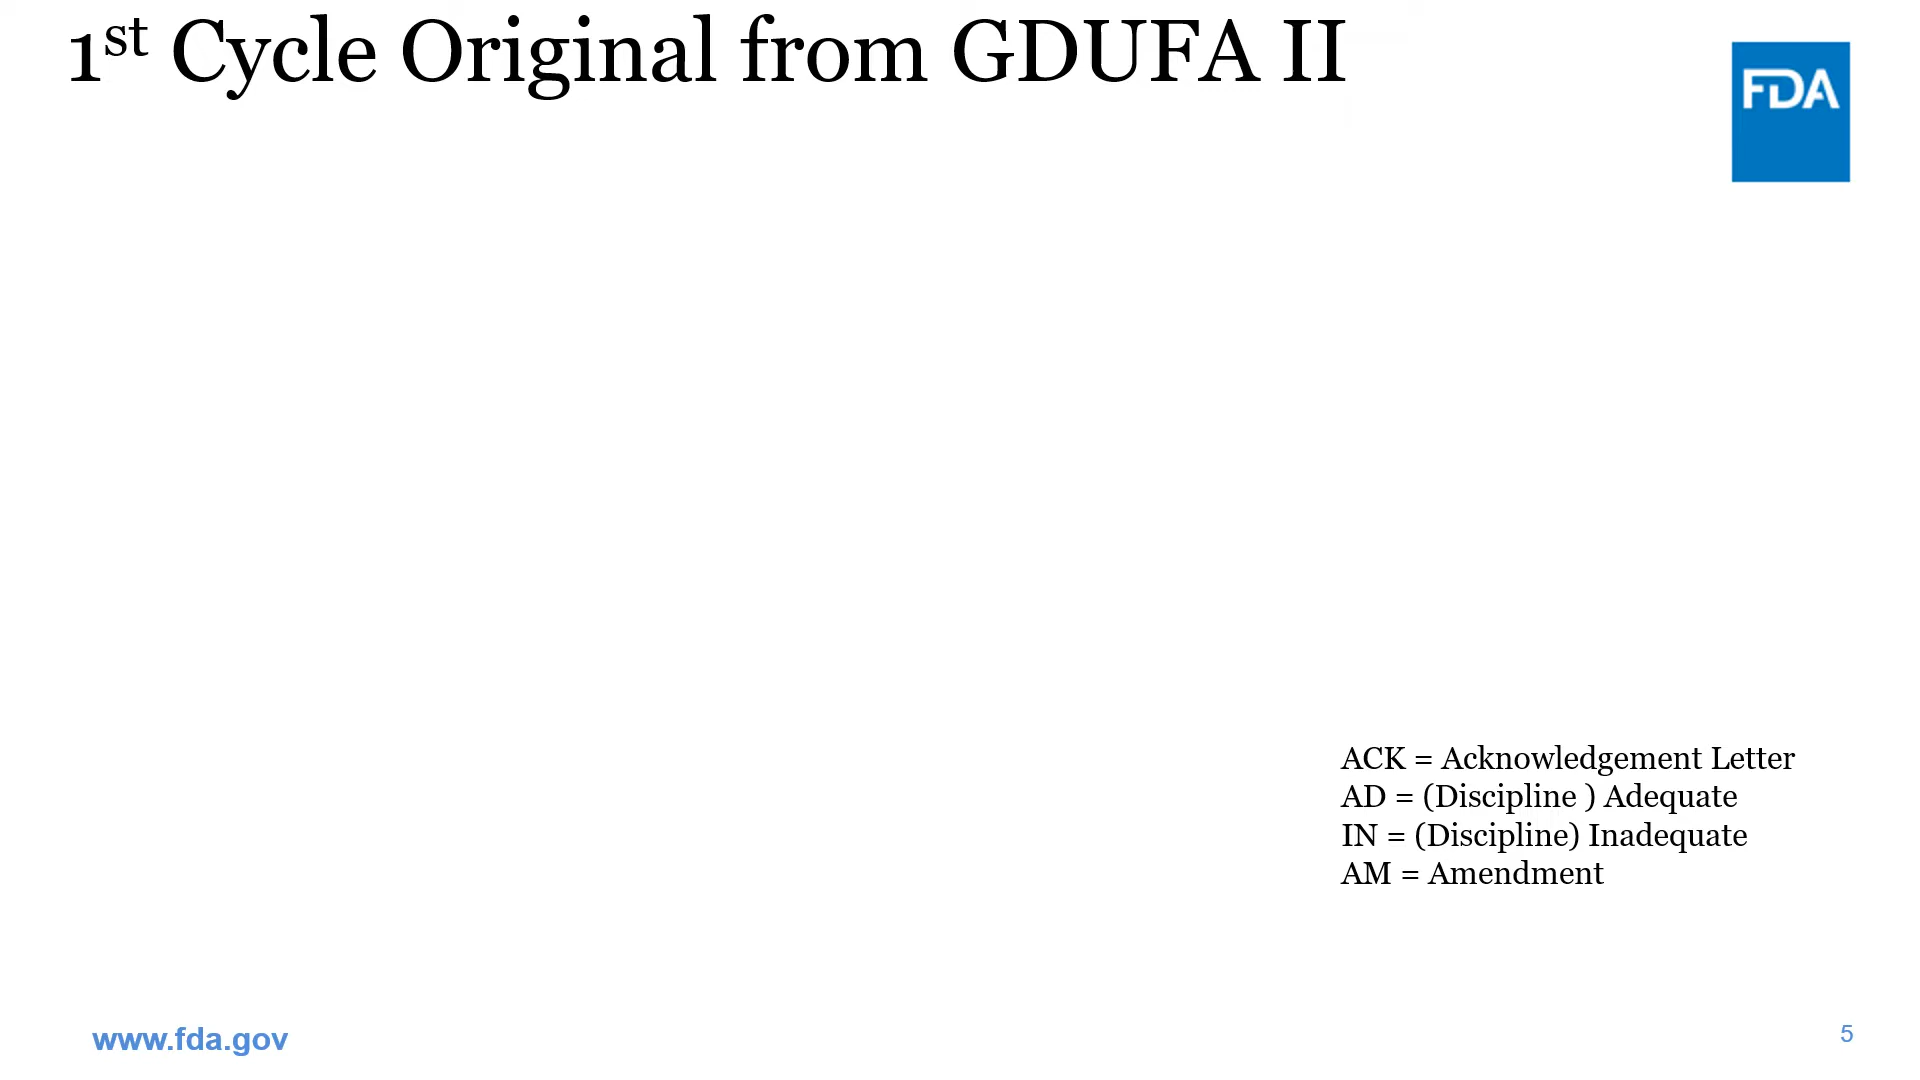 1st Cycle Original from GDUFA II
FDA
ACK = Acknowledgement Letter
AD = (Discipline ) Adequate
IN = (Discipline) Inadequate
AM = Amendment
www.fda.gov
5